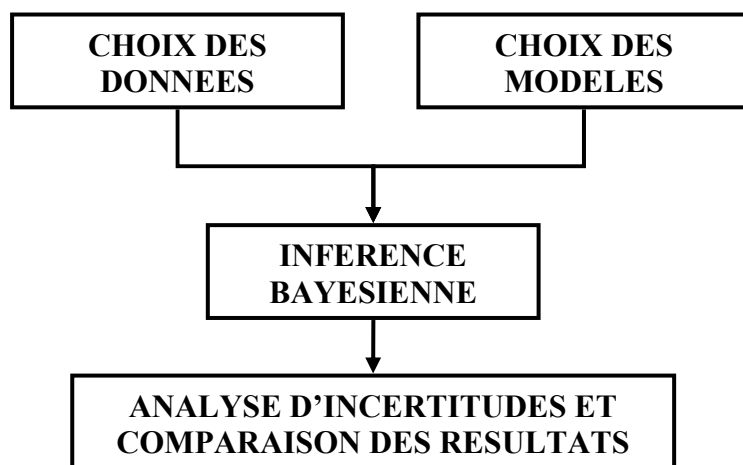 CHOIX DES
DONNEES
CHOIX DES
MODELES
INFERENCE
BAYESIENNE
ANALYSE D’INCERTITUDES ET
COMPARAISON DES RESULTATS